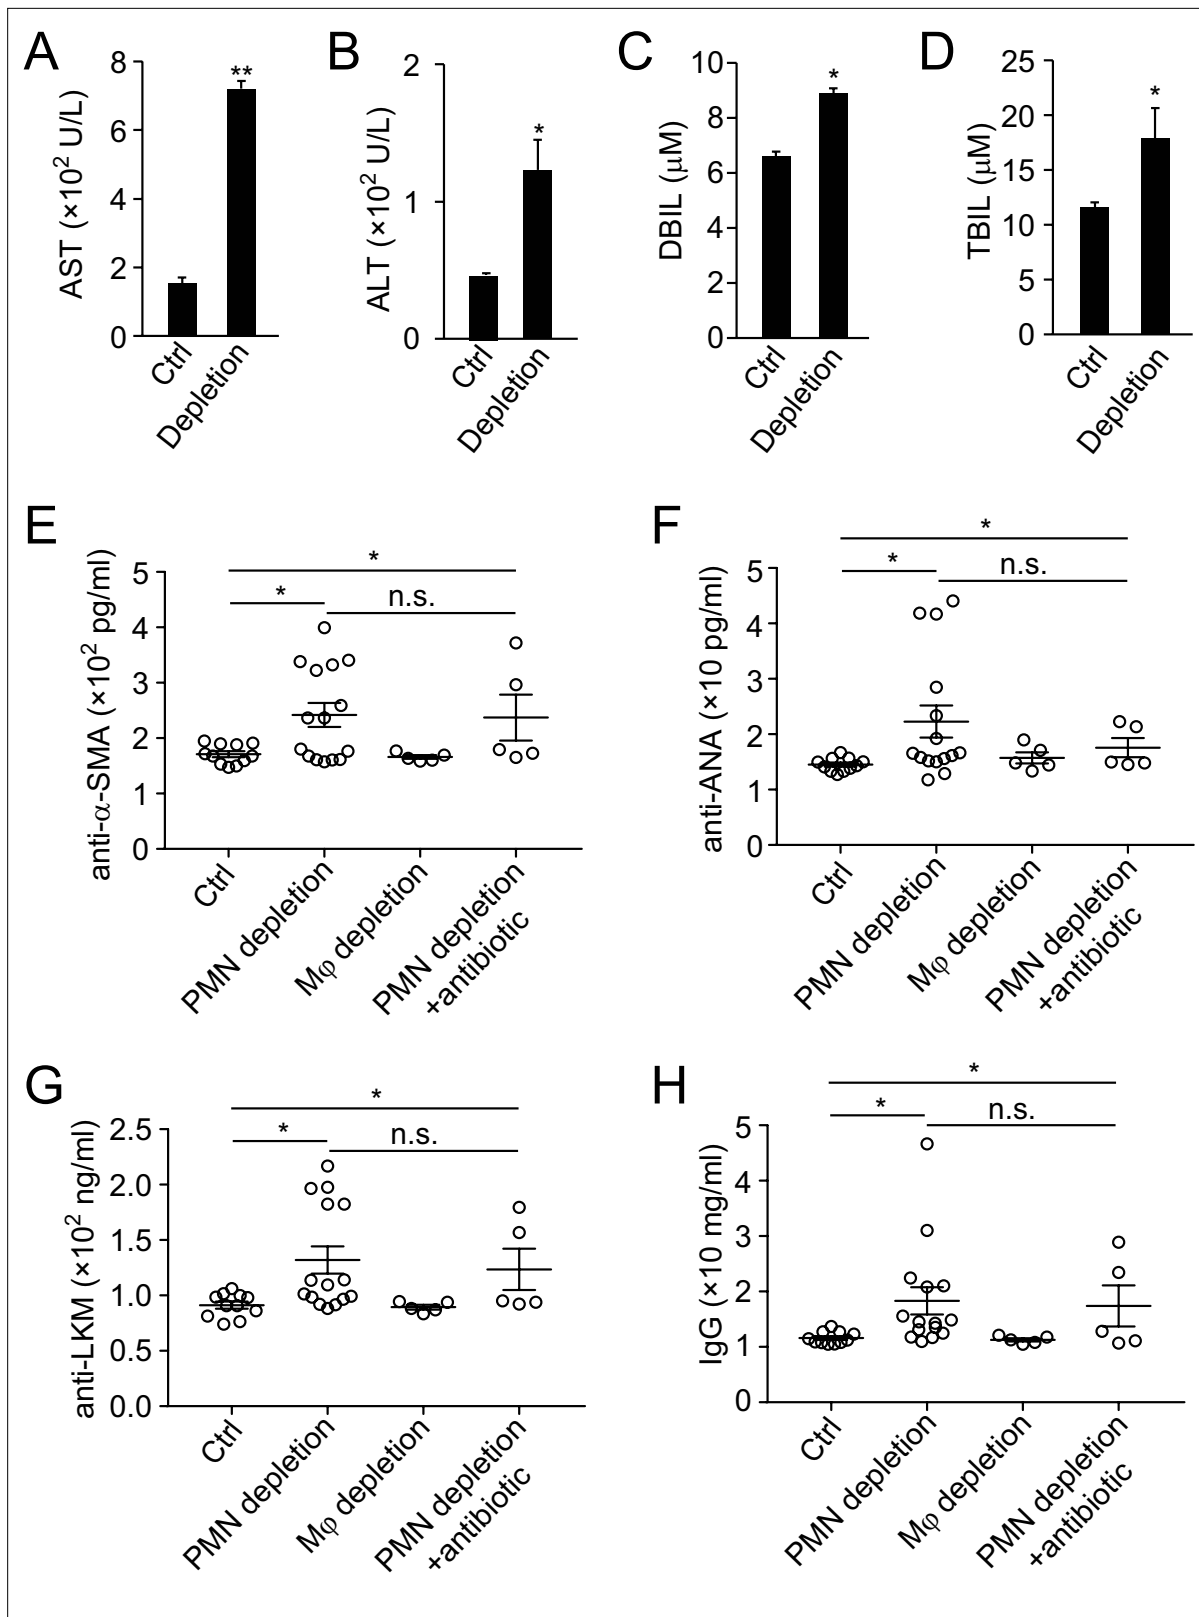 A
AST (×10² U/L)
8
6
4
2
0
**
Ctrl
Depletion
B
ALT (×10² U/L)
2
1
0
*
Ctrl
Depletion
C
DBIL (μM)
10
8
6
4
2
0
*
Ctrl
Depletion
D
TBIL (μM)
25
20
15
10
5
0
*
Ctrl
Depletion
E
anti-α-SMA (×10² pg/ml)
5
4
3
2
1
0
*
*
n.s.
Ctrl
PMN depletion
Mφ depletion
PMN depletion
+antibiotic
F
anti-ANA (×10 pg/ml)
5
4
3
2
1
0
*
*
n.s.
Ctrl
PMN depletion
Mφ depletion
PMN depletion
+antibiotic
G
anti-LKM (×10² ng/ml)
2.5
2.0
1.5
1.0
0.5
0.0
*
*
n.s.
Ctrl
PMN depletion
Mφ depletion
PMN depletion
+antibiotic
H
IgG (×10 mg/ml)
5
4
3
2
1
0
*
*
n.s.
Ctrl
PMN depletion
Mφ depletion
PMN depletion
+antibiotic